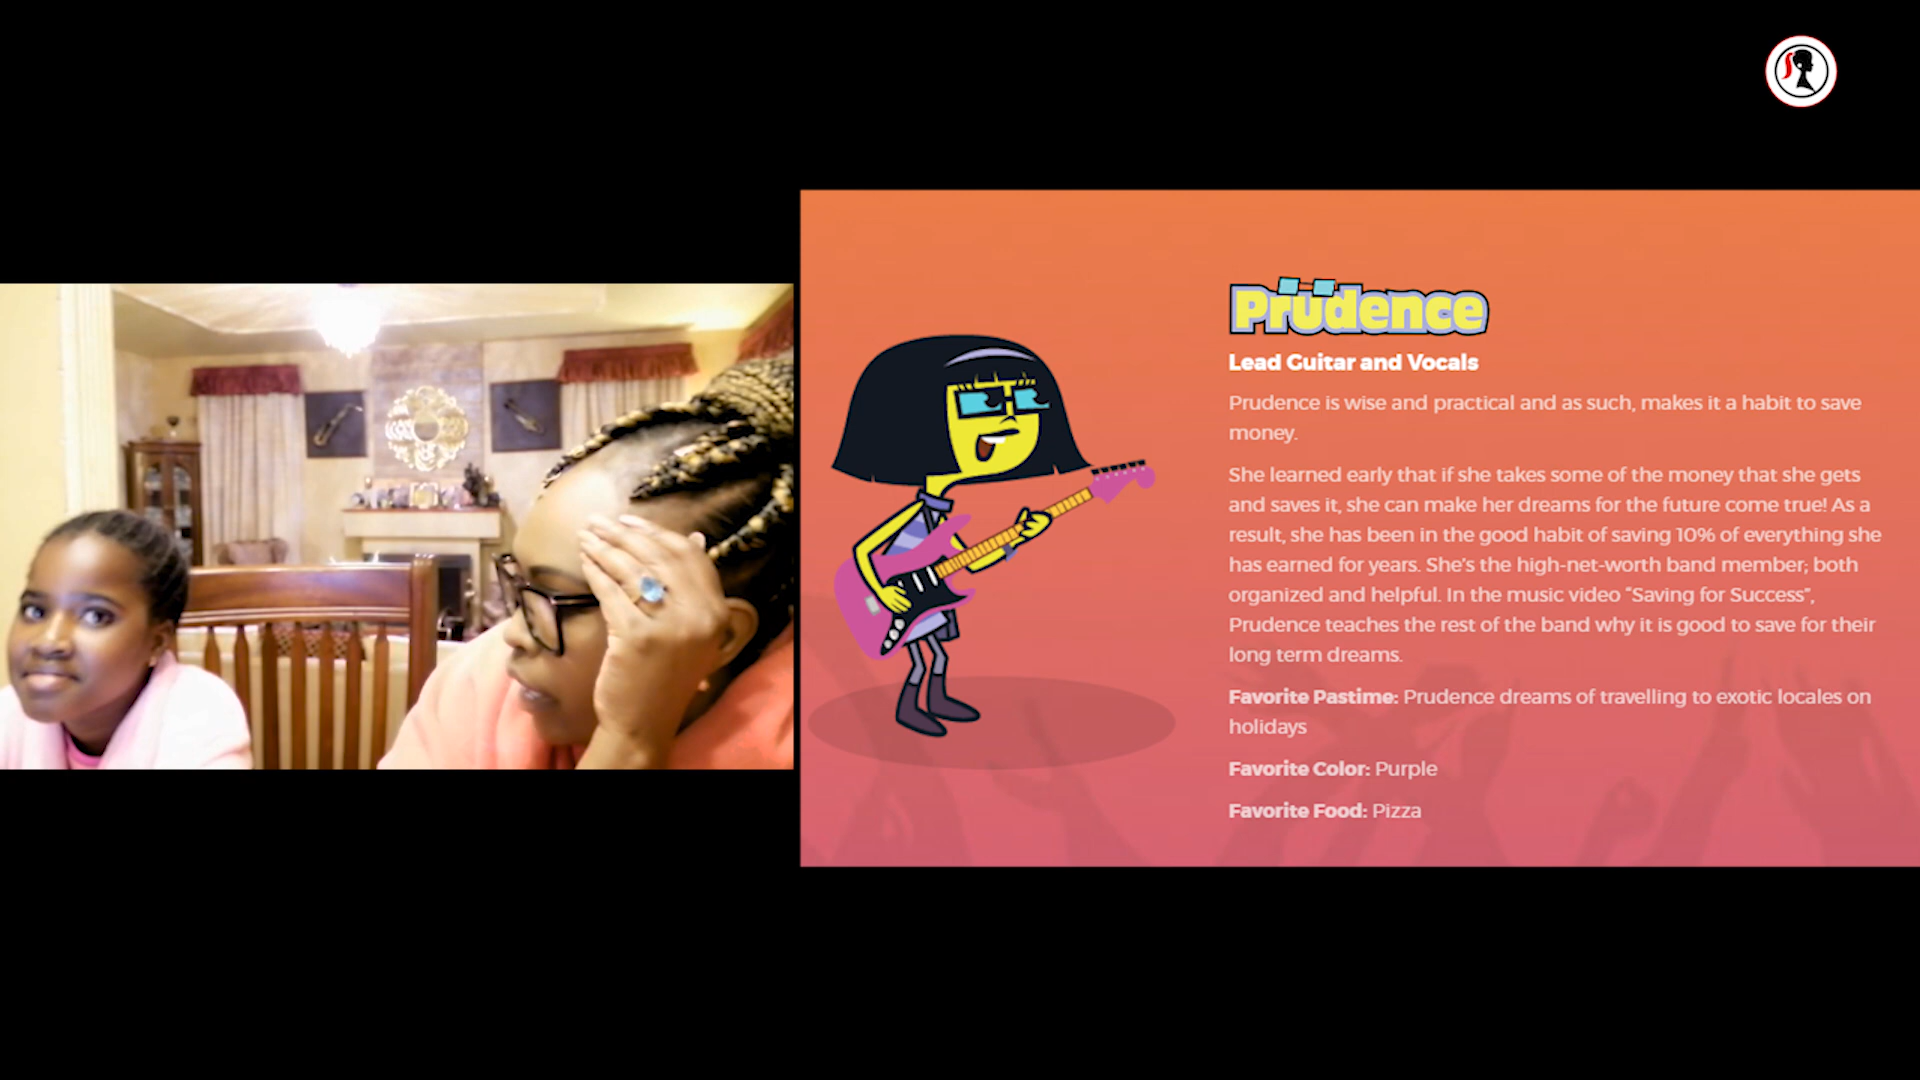 Prudence
Lead Guitar and Vocals
Prudence is wise and practical and as such, makes it a habit to save
money.
She learned early that if she takes some of the money that she gets
and saves it, she can make her dreams for the future come true! As a
result, she has been in the good habit of saving 10% of everything she
has earned for years. She's the high-net-worth band member; both
organized and helpful. In the music video “Saving for Success”,
Prudence teaches the rest of the band why it is good to save for their
long term dreams.
Favorite Pastime: Prudence dreams of travelling to exotic locales on
holidays
Favorite Color: Purple
Favorite Food: Pizza